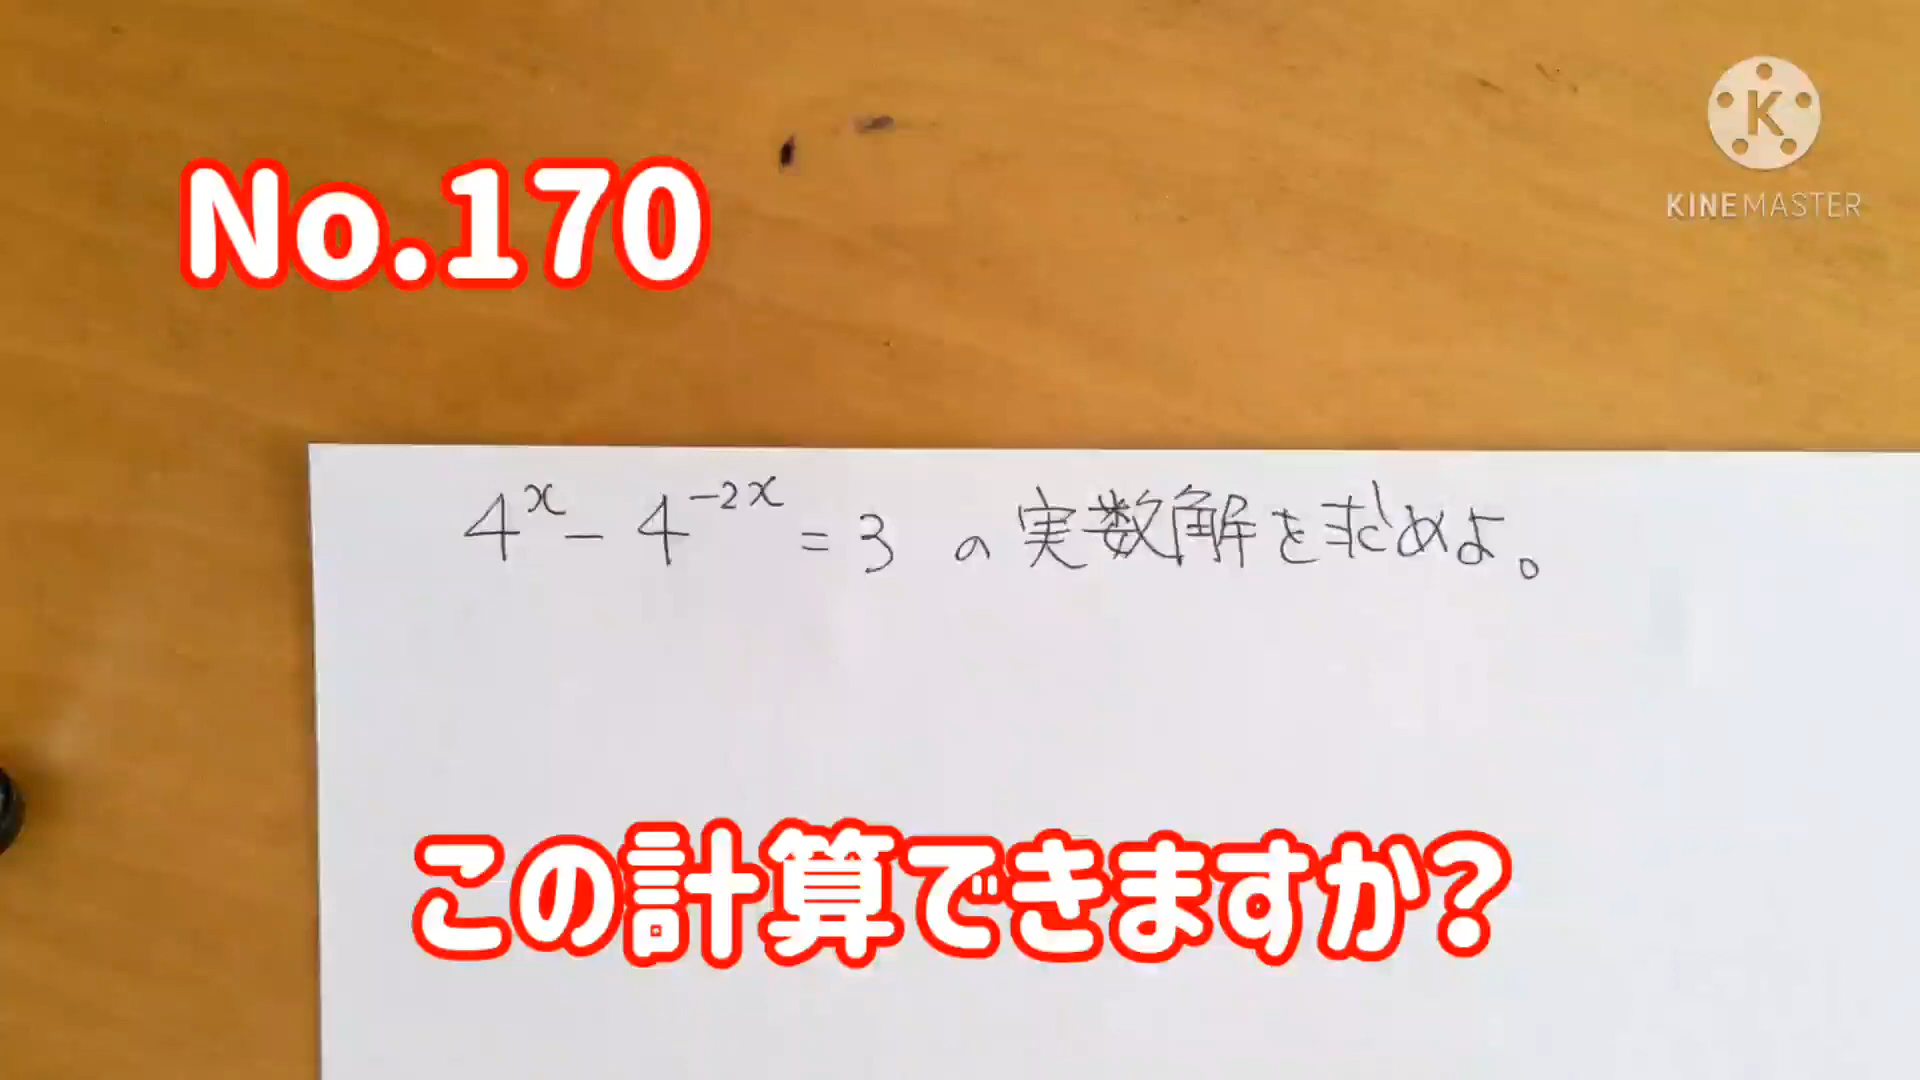 No.170
KINEMASTER
4^x - 4^{-2x} = 3 の実数解を求めよ。
この計算できますか?